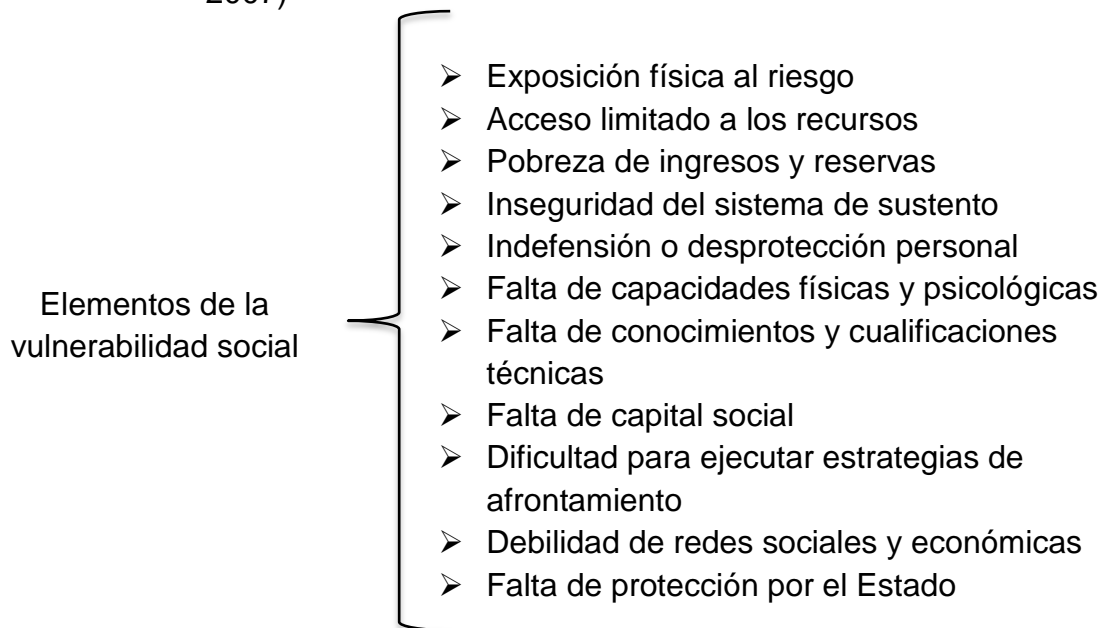 2007)
Elementos de la
vulnerabilidad social
➢ Exposición física al riesgo
➢ Acceso limitado a los recursos
➢ Pobreza de ingresos y reservas
➢ Inseguridad del sistema de sustento
➢ Indefensión o desprotección personal
➢ Falta de capacidades físicas y psicológicas
➢ Falta de conocimientos y cualificaciones
técnicas
➢ Falta de capital social
➢ Dificultad para ejecutar estrategias de
afrontamiento
➢ Debilidad de redes sociales y económicas
➢ Falta de protección por el Estado